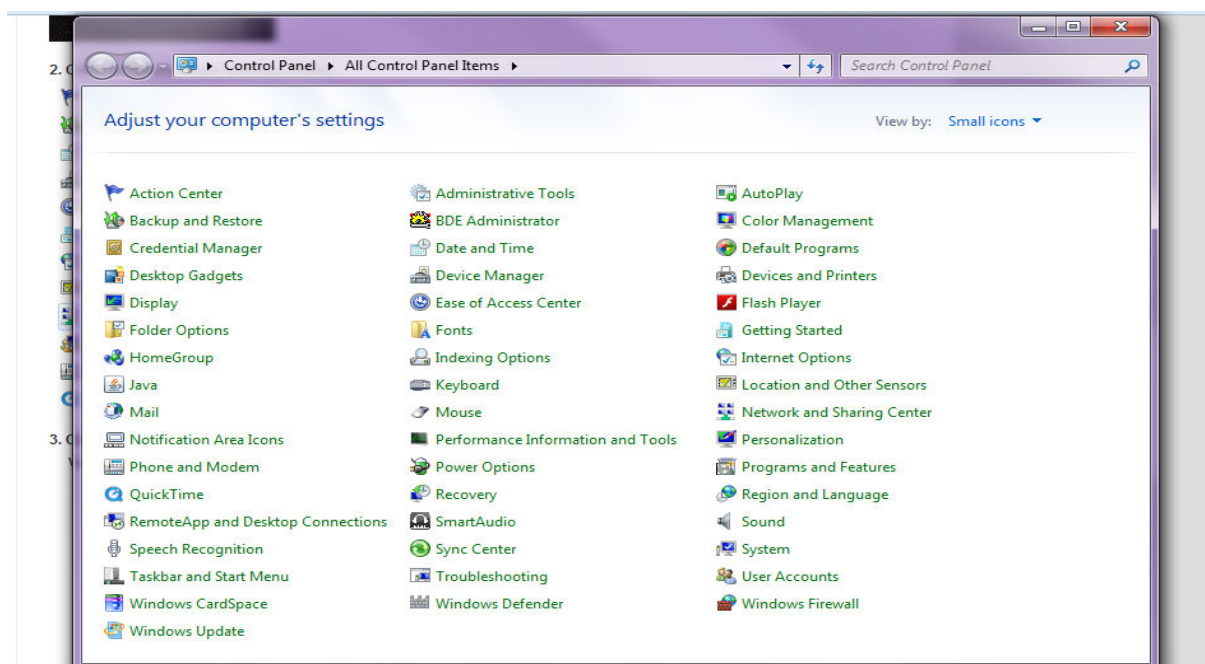 Control Panel All Control Panel Items Search Control Panel
2. C
Adjust your computer's settings View by: Small icons
Action Center Administrative Tools AutoPlay
Backup and Restore BDE Administrator Color Management
Credential Manager Date and Time Default Programs
Desktop Gadgets Device Manager Devices and Printers
Display Ease of Access Center Flash Player
Folder Options Fonts Getting Started
HomeGroup Indexing Options Internet Options
Java Keyboard Location and Other Sensors
Mail Mouse Network and Sharing Center
3. C
Notification Area Icons Performance Information and Tools Personalization
Phone and Modem Power Options Programs and Features
QuickTime Recovery Region and Language
RemoteApp and Desktop Connections SmartAudio Sound
Speech Recognition Sync Center System
Taskbar and Start Menu Troubleshooting User Accounts
Windows CardSpace Windows Defender Windows Firewall
Windows Update